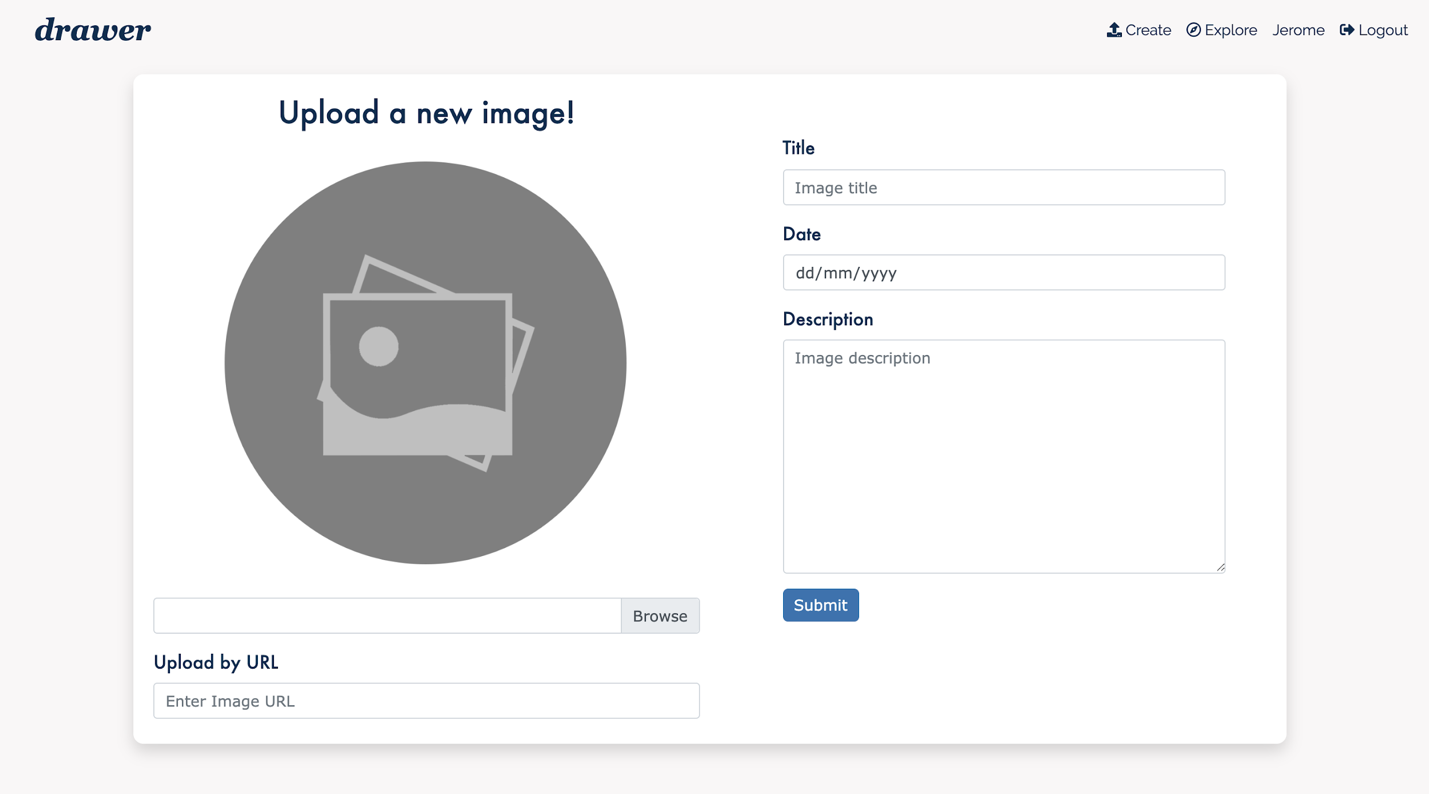 drawer
Create Explore Jerome Logout
Upload a new image!
Browse
Upload by URL
Enter Image URL
Title
Image title
Date
dd/mm/yyyy
Description
Image description
Submit